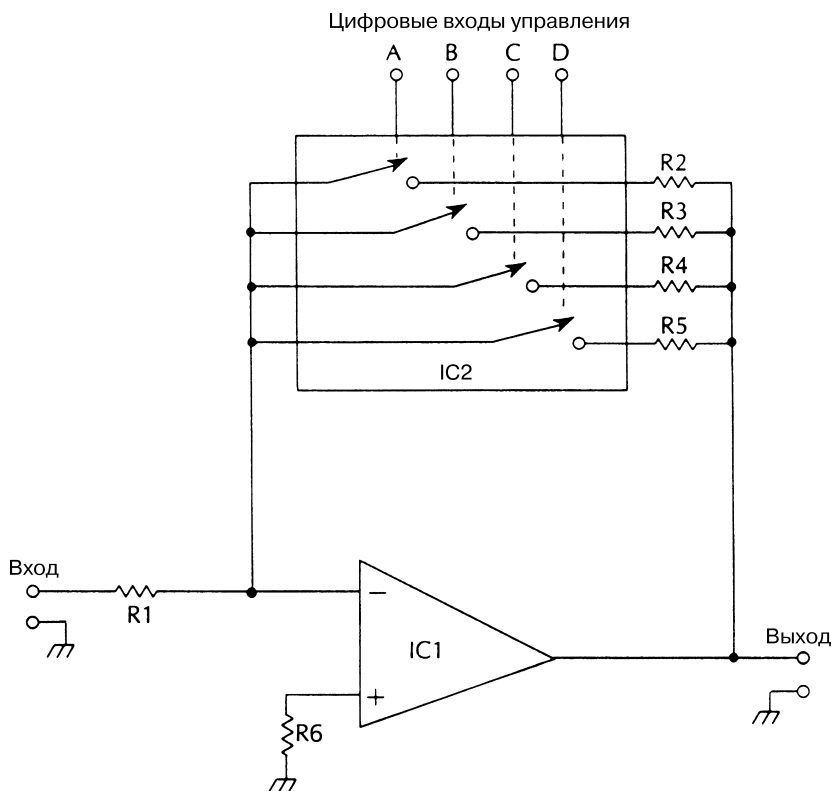 Цифровые входы управления
A B C D
R2
R3
R4
R5
IC2
Вход
R1
−
IC1
+
R6
Выход